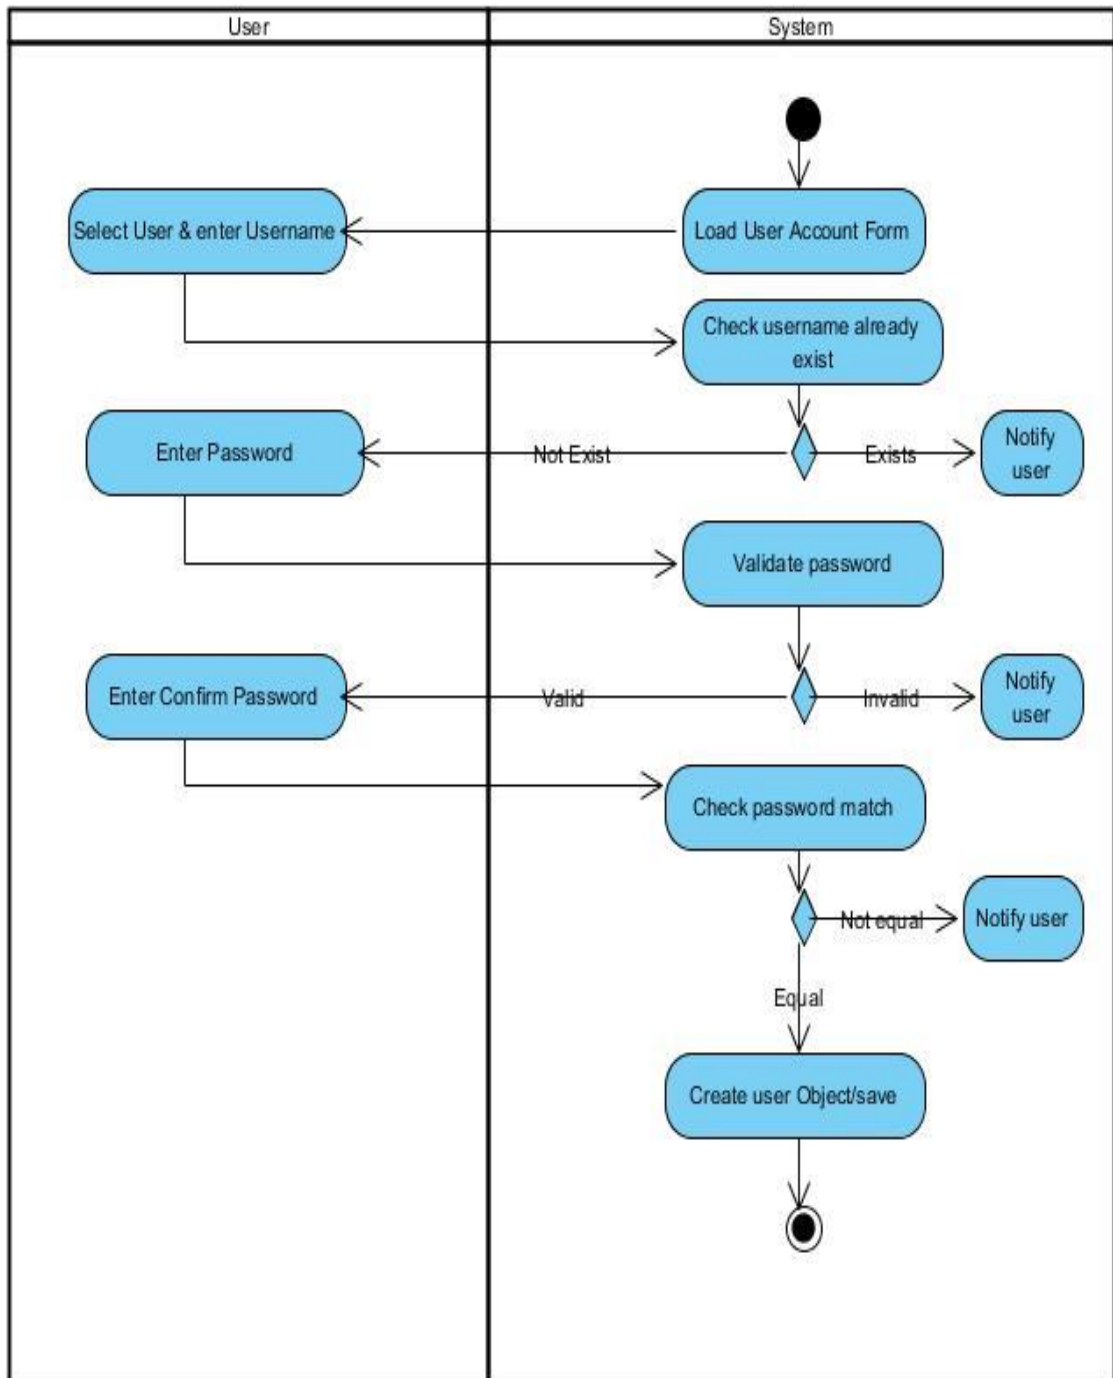 User
System
Load User Account Form
Select User & enter Username
Check username already
exist
Enter Password
Not Exist
Exists
Notify
user
Validate password
Enter Confirm Password
Valid
Invalid
Notify
user
Check password match
Not equal
Notify user
Equal
Create user Object/save